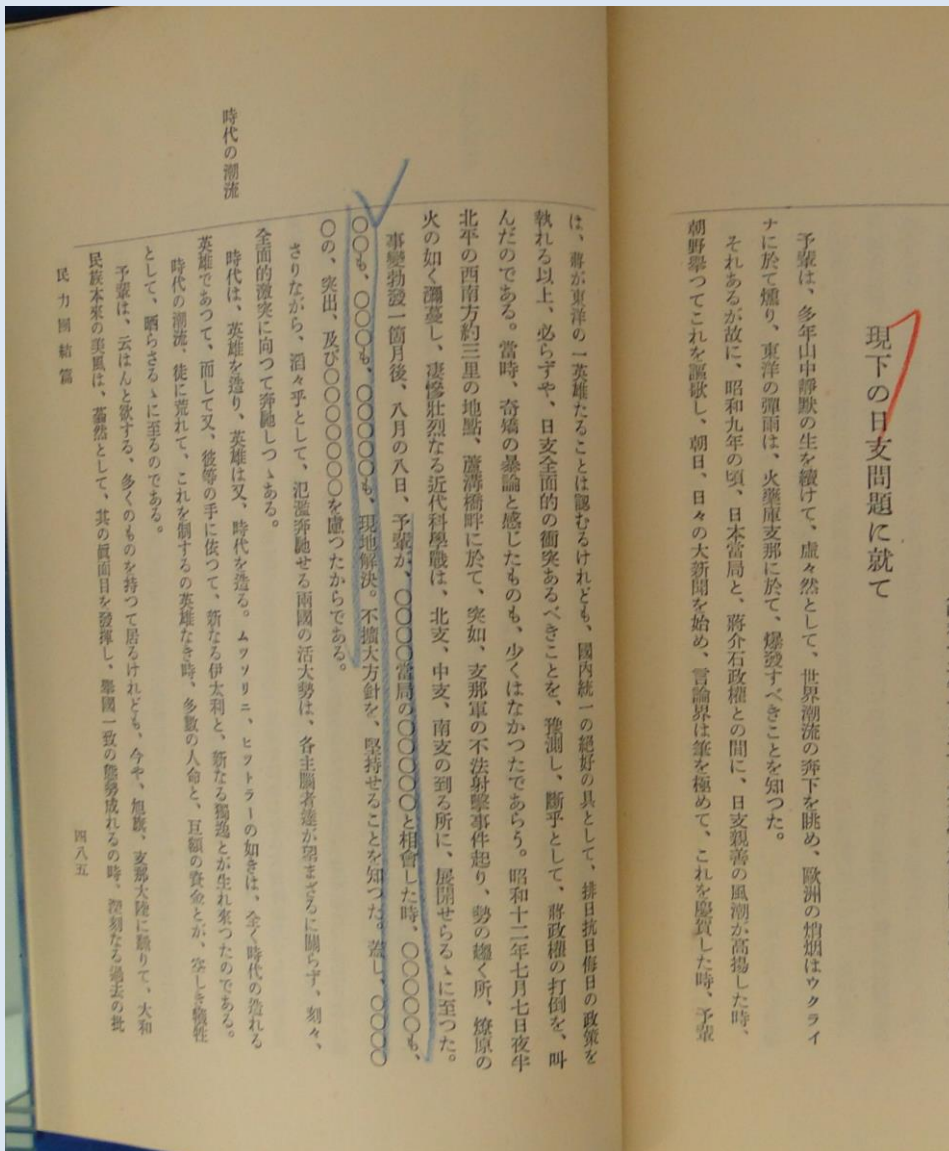 現下の日支問題に就て
予輩は、多年山中靜默の生を續けて、虛々然として、世界潮流の奔下を眺め、歐洲の硝烟はウクライ
ナに於て燻り、東洋の彈雨は、火藥庫支那に於て、爆發すべきことを知つた。
それあるが故に、昭和九年の頃、日本當局と、蔣介石政權との間に、日支親善の風潮が高揚した時、
朝野擧つてこれを謳歌し、朝日、日々の大新聞を始め、言論界は筆を極めて、これを慶賀した時、予輩
は、蔣が東洋の一英雄たることは認むるけれども、國內統一の絕好の具として、排日抗日侮日の政策を
執れる以上、必らずや、日支全面的の衝突あるべきことを、豫測し、斷乎として、蔣政權の打倒を、叫
んだのである。當時、奇矯の暴論と感じたものも、少くはなかつたであらう。昭和十二年七月七日夜半
北平の西南方約三里の地點、蘆溝橋畔に於て、突如、支那軍の不法射擊事件起り、勢の趨く所、燎原の
火の如く瀰蔓し、凄慘壯烈なる近代科學戰は、北支、中支、南支の到る所に、展開せらるゝに至つた。
事變勃發一箇月後、八月の八日、予輩が、〇〇〇〇當局の〇〇〇〇〇と相會した時、〇〇〇〇〇も、
〇〇も、〇〇〇も、〇〇〇〇〇も、現地解決。不擴大方針を、堅持せることを知つた。蓋し、〇〇〇〇
〇の、突出、及び〇〇〇〇〇〇〇を慮つたからである。
さりながら、滔々乎として、氾濫奔馳せる兩國の活大勢は、各主腦者達が望まざるに關らず、刻々、
全面的激突に向つて奔馳しつゝある。
時代は、英雄を造り、英雄は又、時代を造る。ムツソリニ、ヒツトラーの如きは、全く時代の造れる
英雄であつて、而して又、彼等の手に依つて、新なる伊太利と、新なる獨逸とが生れ來つたのである。
時代の潮流、徒に荒れて、これを制するの英雄なき時、多數の人命と、巨額の資金とが、空しき犧牲
として、晒らさるゝに至るのである。
予輩は、云はんと欲する、多くのものを持つて居るけれども、今や、旭旗、支那大陸に飜りて、大和
民族本來の美風は、蓦然として、其の眞面目を發揮し、擧國一致の態勢成れるの時、深刻なる過去の批
時代の潮流
民力團結篇
四八五